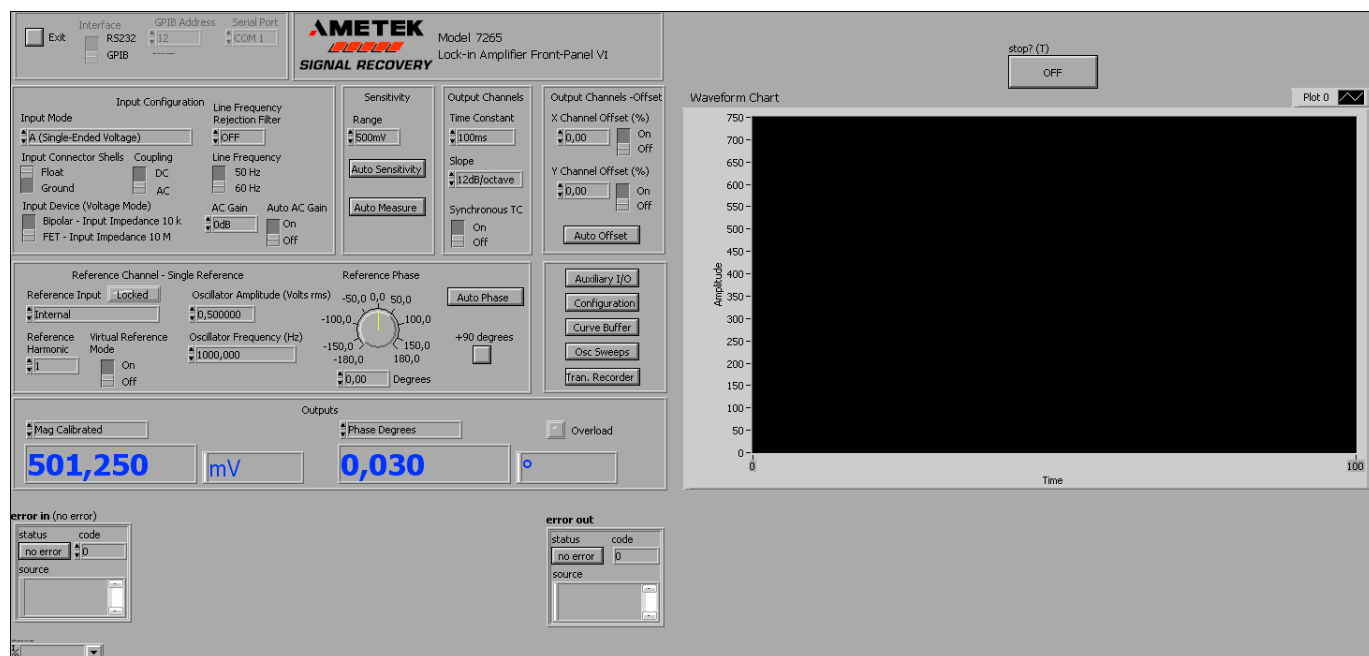 Exit
Interface
RS232
GPIB
GPIB Address
12
Serial Port
COM 1
AMETEK
SIGNAL RECOVERY
Model 7265
Lock-in Amplifier Front-Panel VI
stop? (T)
OFF
Input Configuration
Input Mode
A (Single-Ended Voltage)
Line Frequency
Rejection Filter
OFF
Input Connector Shells
Float
Ground
Coupling
DC
AC
Line Frequency
50 Hz
60 Hz
Input Device (Voltage Mode)
Bipolar - Input Impedance 10 k
FET - Input Impedance 10 M
AC Gain
0dB
Auto AC Gain
On
Off
Sensitivity
Range
500mV
Auto Sensitivity
Auto Measure
Output Channels
Time Constant
100ms
Slope
12dB/octave
Synchronous TC
On
Off
Output Channels -Offset
X Channel Offset (%)
0,00
On
Off
Y Channel Offset (%)
0,00
On
Off
Auto Offset
Reference Channel - Single Reference
Reference Input
Locked
Internal
Oscillator Amplitude (Volts rms)
0,500000
Reference
Harmonic
1
Virtual Reference
Mode
On
Off
Oscillator Frequency (Hz)
1000,000
Reference Phase
-50,0 0,0 50,0
-100,0 100,0
-150,0 150,0
-180,0 180,0
0,00 Degrees
Auto Phase
+90 degrees
Auxiliary I/O
Configuration
Curve Buffer
Osc Sweeps
Tran. Recorder
Outputs
Mag Calibrated
501,250
mV
Phase Degrees
0,030
°
Overload
Waveform Chart
Plot 0
750
700
650
600
550
500
450
400
350
300
250
200
150
100
50
0
Amplitude
0
100
Time
error in (no error)
status
no error
code
0
source
error out
status
no error
code
0
source